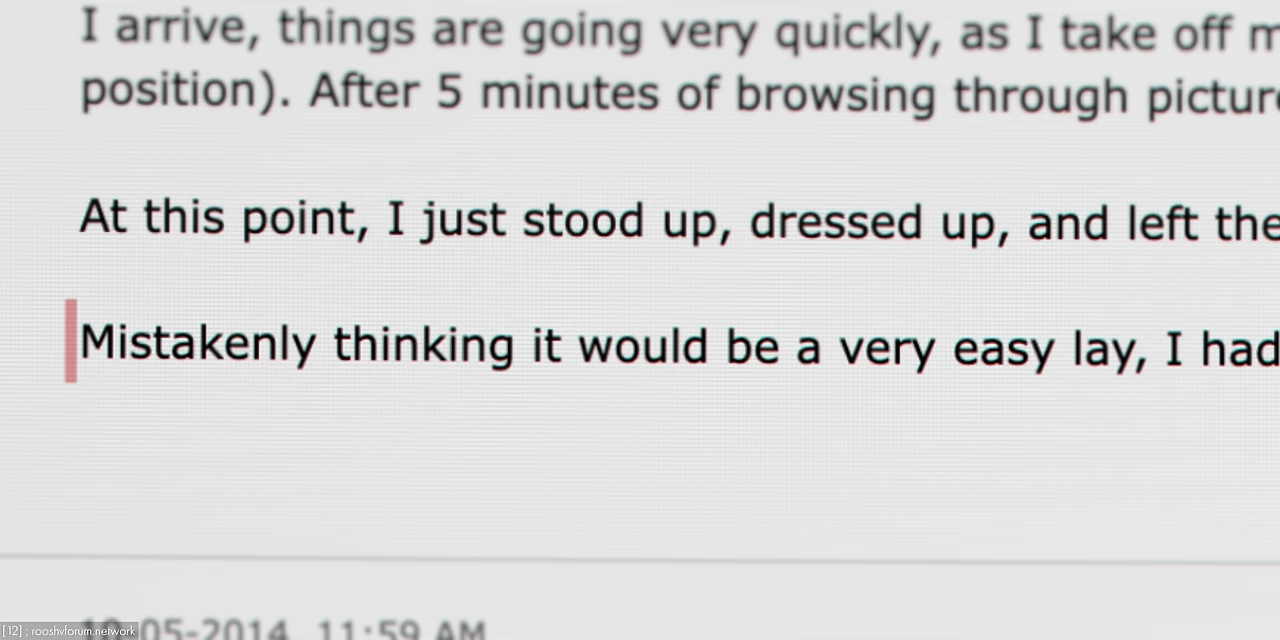 I arrive, things are going very quickly, as I take off
position). After 5 minutes of browsing through
At this point, I just stood up, dressed up, and left the
Mistakenly thinking it would be a very easy lay, I had
05-2014, 11:59 AM
[12] ; rooshvforum.network